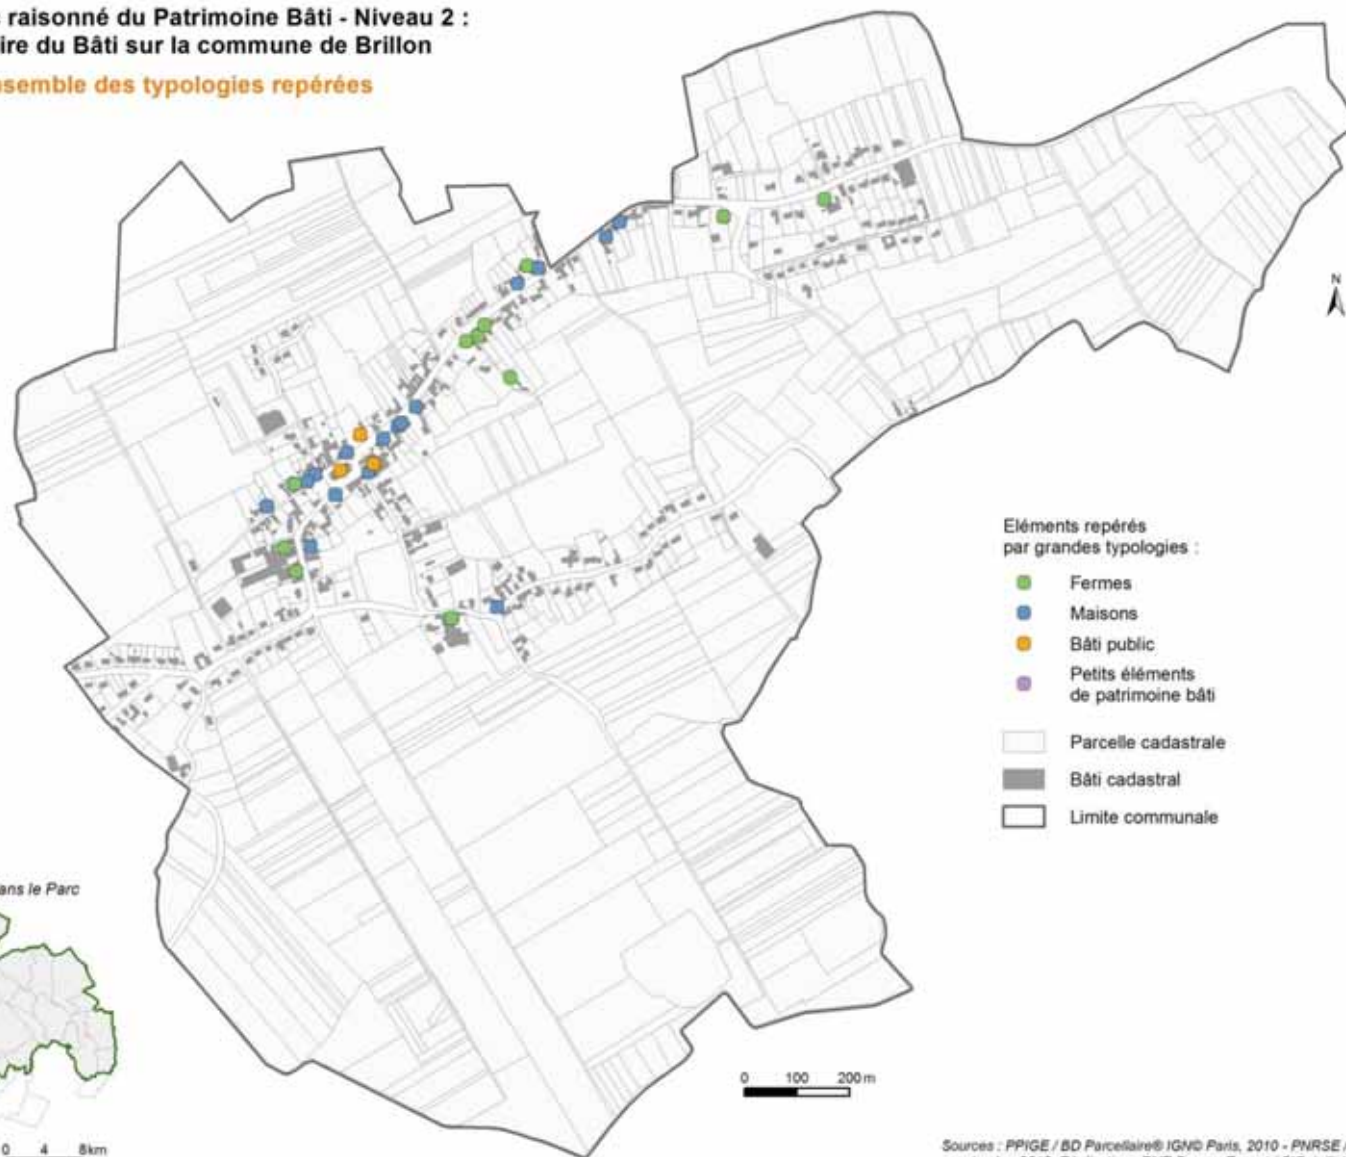 raisonné du Patrimoine Bâti - Niveau 2 :
ire du Bâti sur la commune de Brillon
semble des typologies repérées
N
Eléments repérés
par grandes typologies :
Fermes
Maisons
Bâti public
Petits éléments
de patrimoine bâti
Parcelle cadastrale
Bâti cadastral
Limite communale
ans le Parc
0 100 200 m
0 4 8km
Sources : PPIGE / BD Parcellaire® IGN© Paris, 2010 - PNRSE /